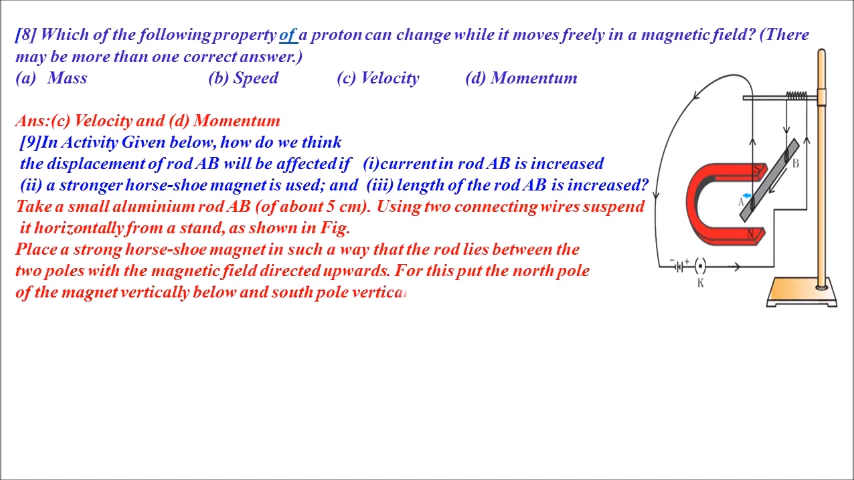 [8] Which of the following property of a proton can change while it moves freely in a magnetic field? (There
may be more than one correct answer.)
(a) Mass (b) Speed (c) Velocity (d) Momentum
Ans:(c) Velocity and (d) Momentum
[9]In Activity Given below, how do we think
the displacement of rod AB will be affected if (i)current in rod AB is increased
(ii) a stronger horse-shoe magnet is used; and (iii) length of the rod AB is increased?
Take a small aluminium rod AB (of about 5 cm). Using two connecting wires suspend
it horizontally from a stand, as shown in Fig.
Place a strong horse-shoe magnet in such a way that the rod lies between the
two poles with the magnetic field directed upwards. For this put the north pole
of the magnet vertically below and south pole vertica
B
S
A
N
- +
K